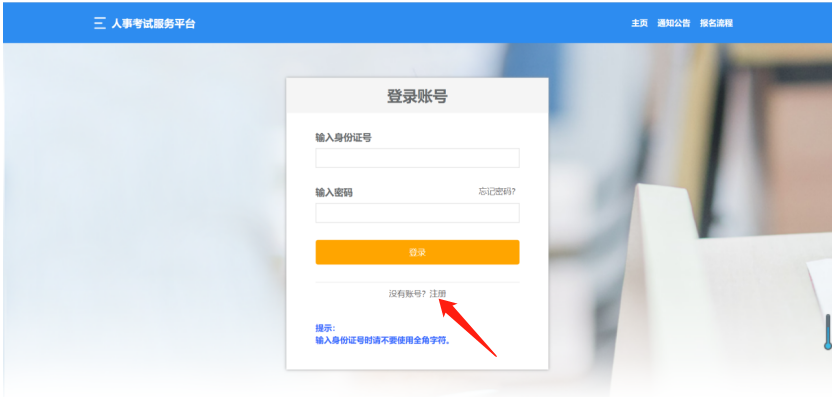 人事考试服务平台
主页 通知公告 报名流程
登录账号
输入身份证号
输入密码 忘记密码?
登录
没有账号? 注册
提示:
输入身份证号时请不要使用全角字符。